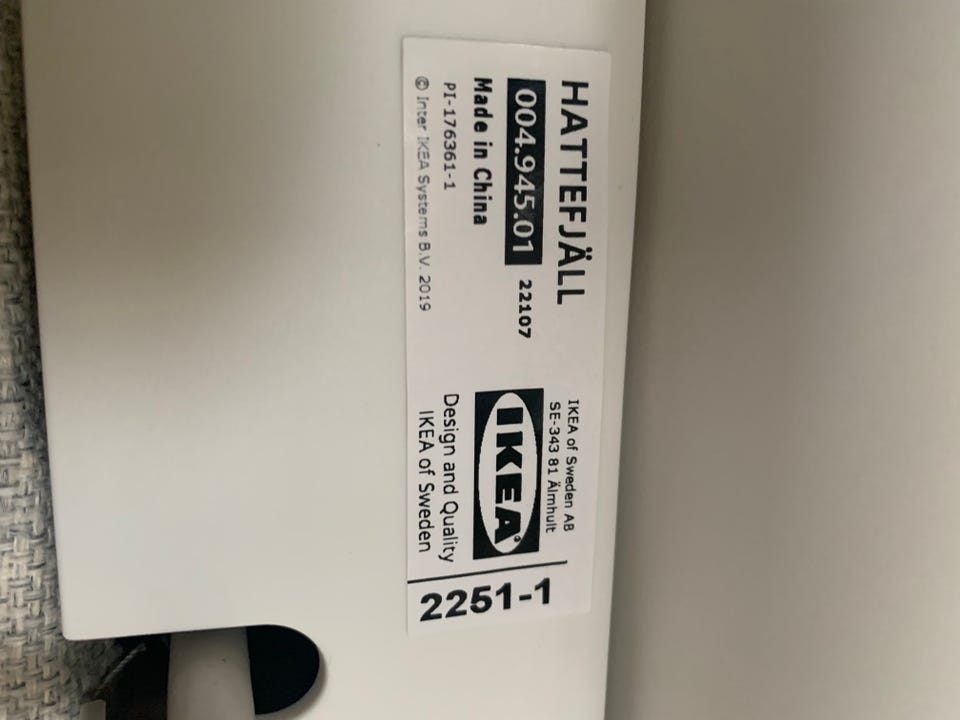 HATTEFJÄLL
004.945.01 22107
Made in China
PI-176361-1
© Inter IKEA Systems B.V. 2019
IKEA of Sweden AB
SE-343 81 Älmhult
IKEA®
Design and Quality
IKEA of Sweden
2251-1